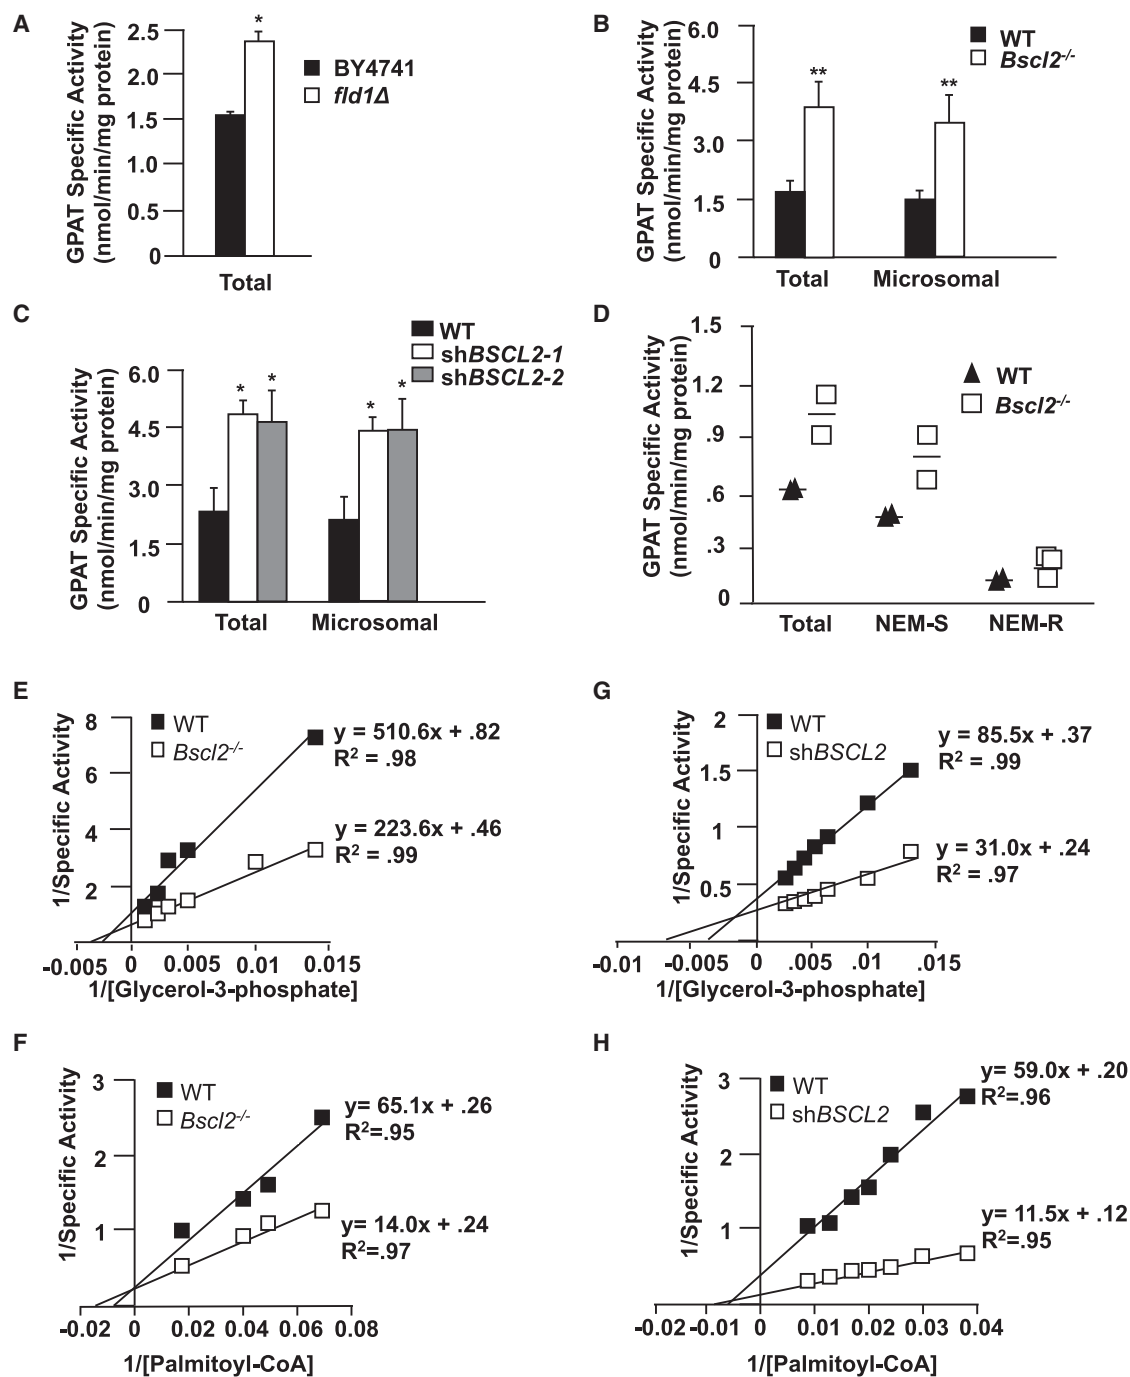 A
GPAT Specific Activity
(nmol/min/mg protein)
2.5
2.0
1.5
1.0
0.5
0
*
BY4741
fld1Δ
Total
B
GPAT Specific Activity
(nmol/min/mg protein)
6.0
4.5
3.0
1.5
0
**
**
WT
Bscl2-/-
Total Microsomal
C
GPAT Specific Activity
(nmol/min/mg protein)
6.0
4.5
3.0
1.5
0
* *
* *
WT
shBSCL2-1
shBSCL2-2
Total Microsomal
D
GPAT Specific Activity
(nmol/min/mg protein)
1.5
1.2
.9
.6
.3
0
WT
Bscl2-/-
Total NEM-S NEM-R
E
1/Specific Activity
8
6
4
2
WT
Bscl2-/-
y = 510.6x + .82
R2 = .98
y = 223.6x + .46
R2 = .99
-0.005 0 0.005 0.01 0.015
1/[Glycerol-3-phosphate]
G
1/Specific Activity
2
1.5
1
0.5
WT
shBSCL2
y = 85.5x + .37
R2 = .99
y = 31.0x + .24
R2 = .97
-0.01 -0.005 0 .005 0.01 .015
1/[Glycerol-3-phosphate]
F
1/Specific Activity
3
2
1
WT
Bscl2-/-
y= 65.1x + .26
R2=.95
y= 14.0x + .24
R2=.97
-0.02 0 0.02 0.04 0.06 0.08
1/[Palmitoyl-CoA]
H
1/Specific Activity
3
2
1
WT
shBSCL2
y= 59.0x + .20
R2=.96
y= 11.5x + .12
R2=.95
-0.02 -0.01 0 0.01 0.02 0.03 0.04
1/[Palmitoyl-CoA]